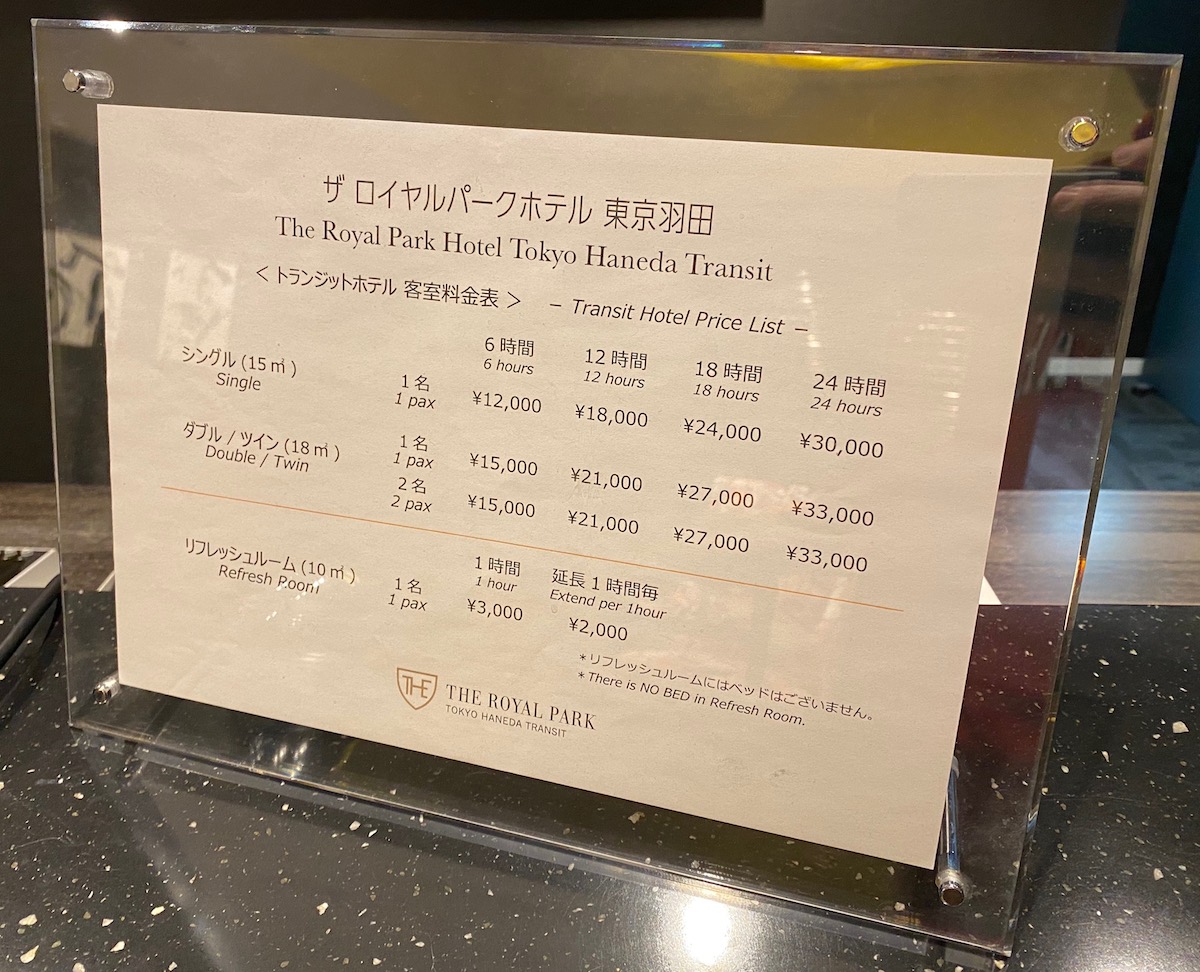 ザ ロイヤルパークホテル 東京羽田
The Royal Park Hotel Tokyo Haneda Transit
< トランジットホテル 客室料金表 > － Transit Hotel Price List －
6 時間 12 時間 18 時間 24 時間
6 hours 12 hours 18 hours 24 hours
シングル (15㎡) 1名
Single 1 pax ¥12,000 ¥18,000 ¥24,000 ¥30,000
ダブル / ツイン (18㎡) 1名
Double / Twin 1 pax ¥15,000 ¥21,000 ¥27,000 ¥33,000
2名
2 pax ¥15,000 ¥21,000 ¥27,000 ¥33,000
リフレッシュルーム (10㎡) 1 時間 延長 1 時間毎
Refresh Room 1 hour Extend per 1hour
1名
1 pax ¥3,000 ¥2,000
*リフレッシュルームにはベッドはございません。
*There is NO BED in Refresh Room.
THE
THE ROYAL PARK
TOKYO HANEDA TRANSIT